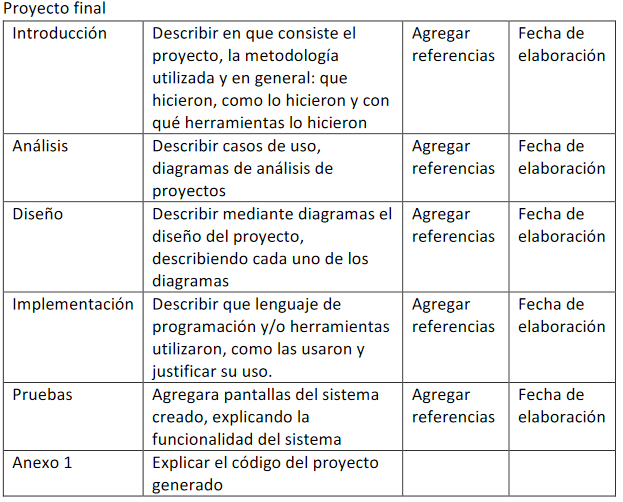 Proyecto final
Introducción
Describir en que consiste el
proyecto, la metodología
utilizada y en general: que
hicieron, como lo hicieron y con
qué herramientas lo hicieron
Agregar
referencias
Fecha de
elaboración
Análisis
Describir casos de uso,
diagramas de análisis de
proyectos
Agregar
referencias
Fecha de
elaboración
Diseño
Describir mediante diagramas el
diseño del proyecto,
describiendo cada uno de los
diagramas
Agregar
referencias
Fecha de
elaboración
Implementación
Describir que lenguaje de
programación y/o herramientas
utilizaron, como las usaron y
justificar su uso.
Agregar
referencias
Fecha de
elaboración
Pruebas
Agregara pantallas del sistema
creado, explicando la
funcionalidad del sistema
Agregar
referencias
Fecha de
elaboración
Anexo 1
Explicar el código del proyecto
generado